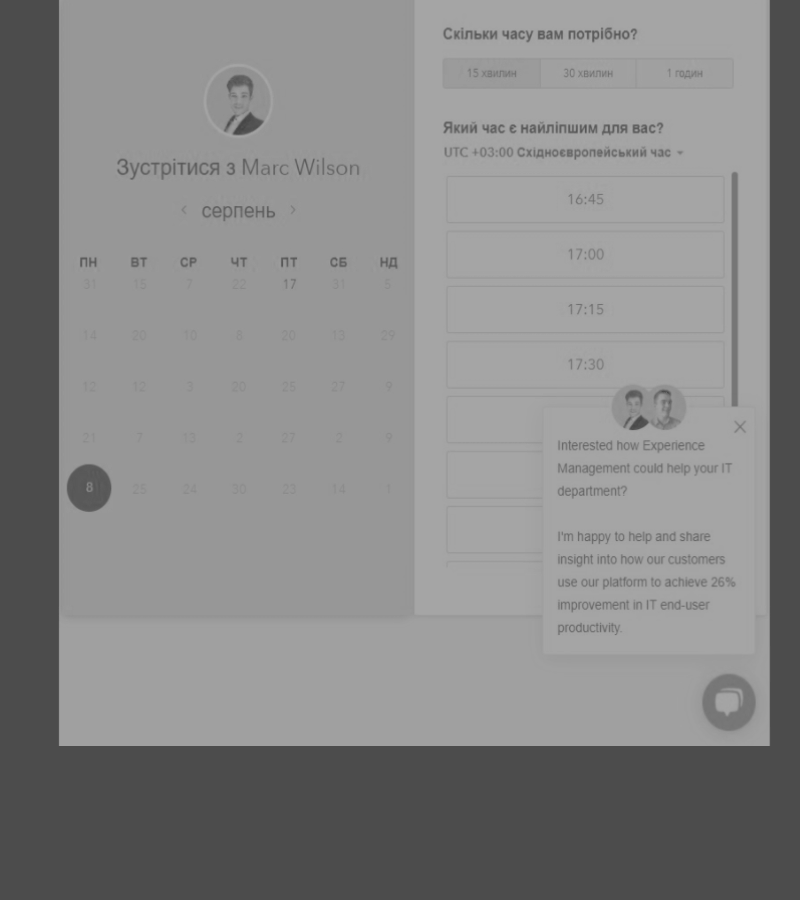 Зустрітися з Marc Wilson
серпень
ПН ВТ СР ЧТ ПТ СБ НД
31 15 7 22 17 31 5
14 20 10 8 20 13 29
12 12 3 20 25 27 9
21 7 13 2 27 2 9
8 25 24 30 23 14 1
Скільки часу вам потрібно?
15 хвилин 30 хвилин 1 годин
Який час є найліпшим для вас?
UTC +03:00 Східноєвропейський час
16:45
17:00
17:15
17:30
Interested how Experience
Management could help your IT
department?
I'm happy to help and share
insight into how our customers
use our platform to achieve 26%
improvement in IT end-user
productivity.